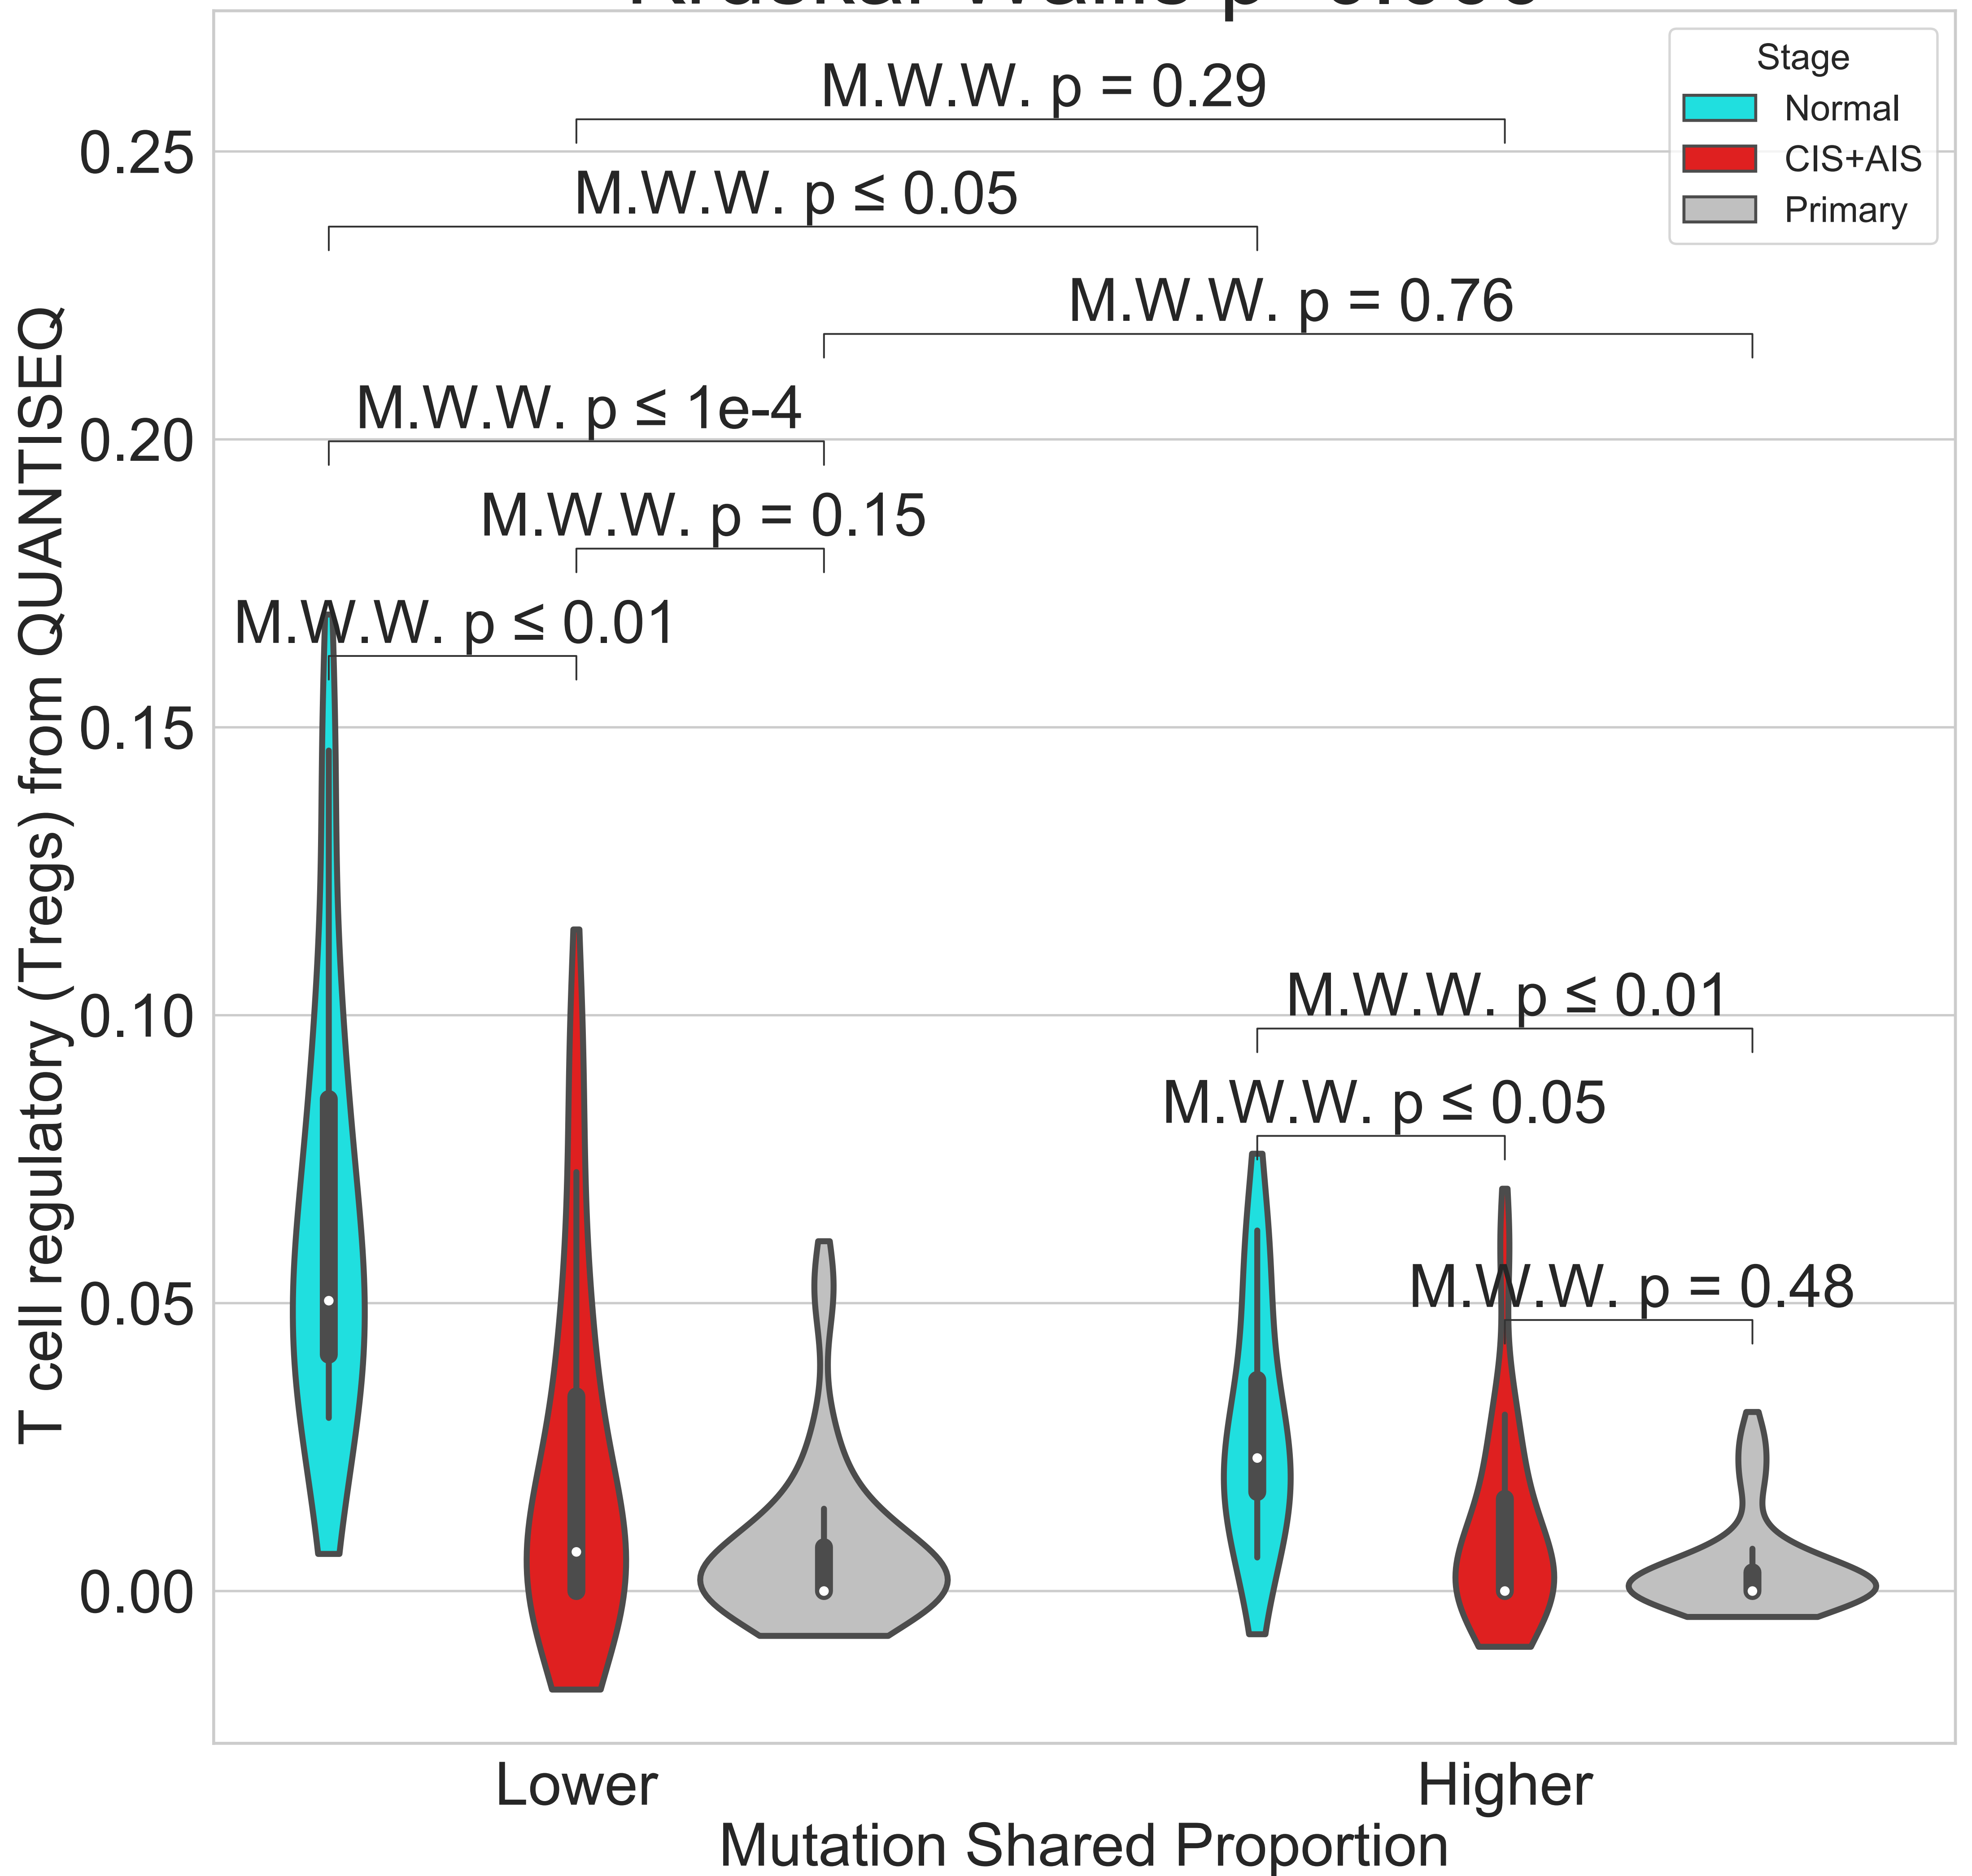 Stage
Normal
CIS+AIS
Primary
M.W.W. p = 0.29
M.W.W. p ≤ 0.05
M.W.W. p = 0.76
M.W.W. p ≤ 1e-4
M.W.W. p = 0.15
M.W.W. p ≤ 0.01
M.W.W. p ≤ 0.01
M.W.W. p ≤ 0.05
M.W.W. p = 0.48
0.25
0.20
0.15
0.10
0.05
0.00
T cell regulatory (Tregs) from QUANTISEQ
Lower
Higher
Mutation Shared Proportion